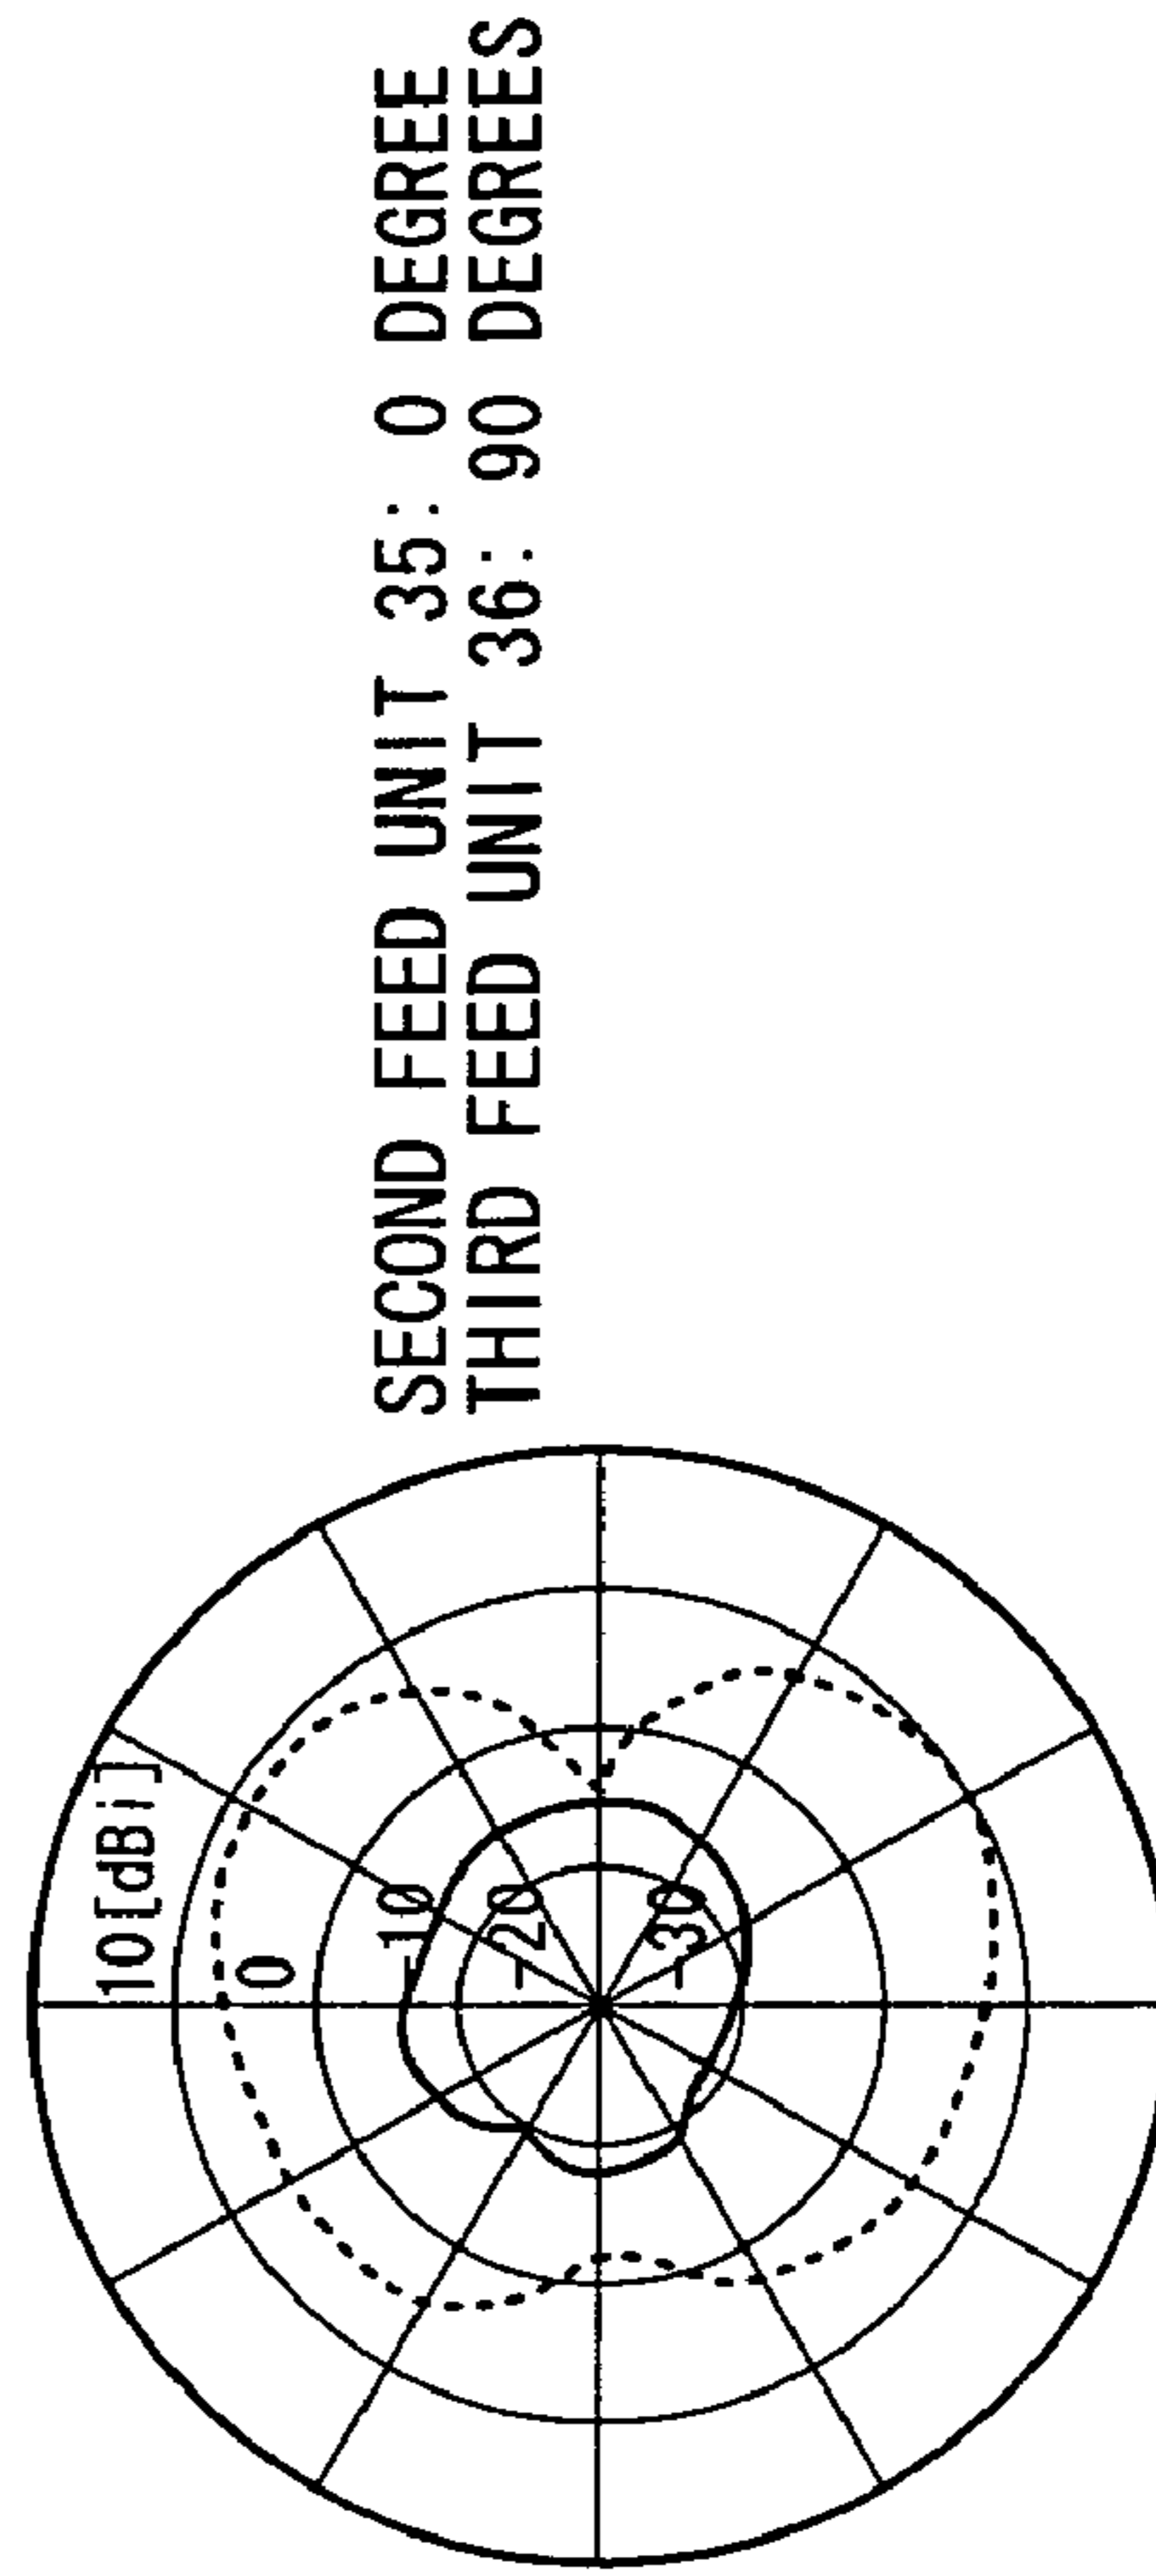 10[dBi]
0
-10
-20
-30
SECOND FEED UNIT 35: 0 DEGREE
THIRD FEED UNIT 36: 90 DEGREES